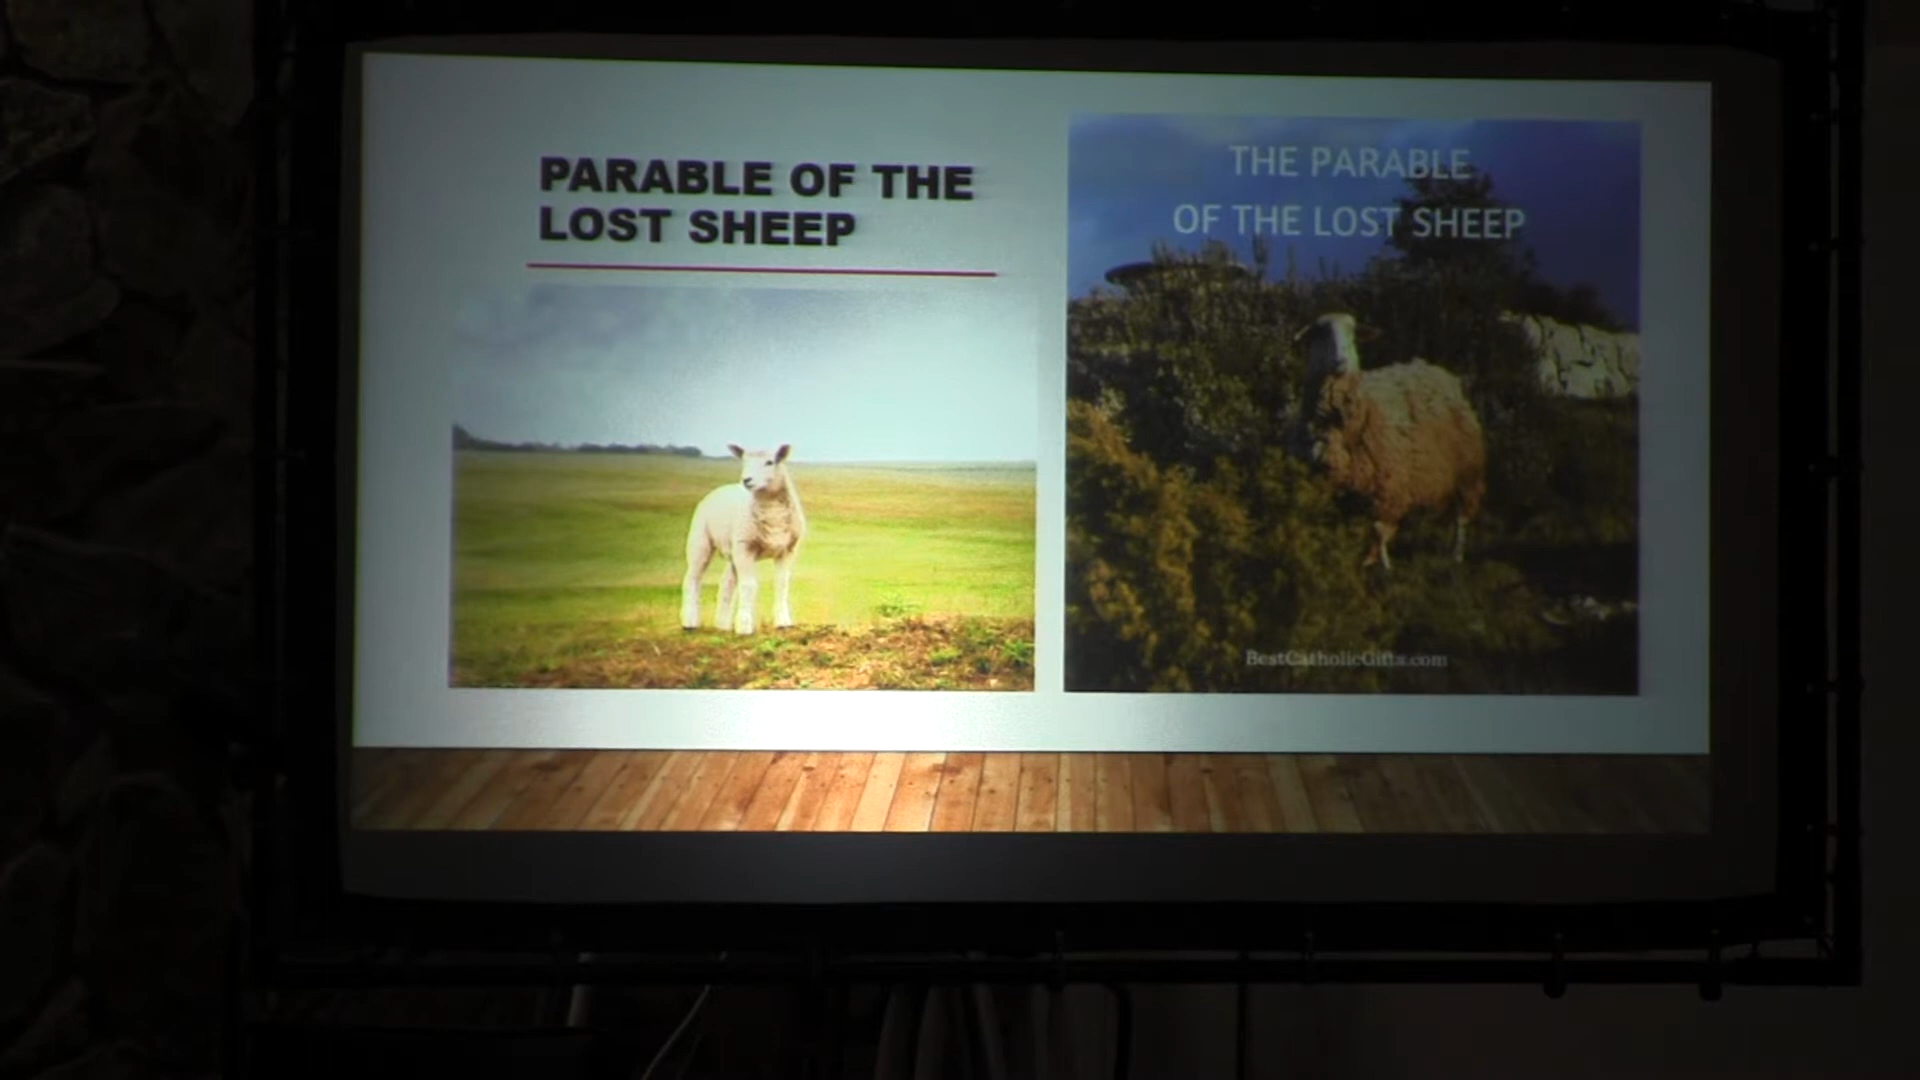 PARABLE OF THE
LOST SHEEP
THE PARABLE
OF THE LOST SHEEP
BestCatholicGifts.com